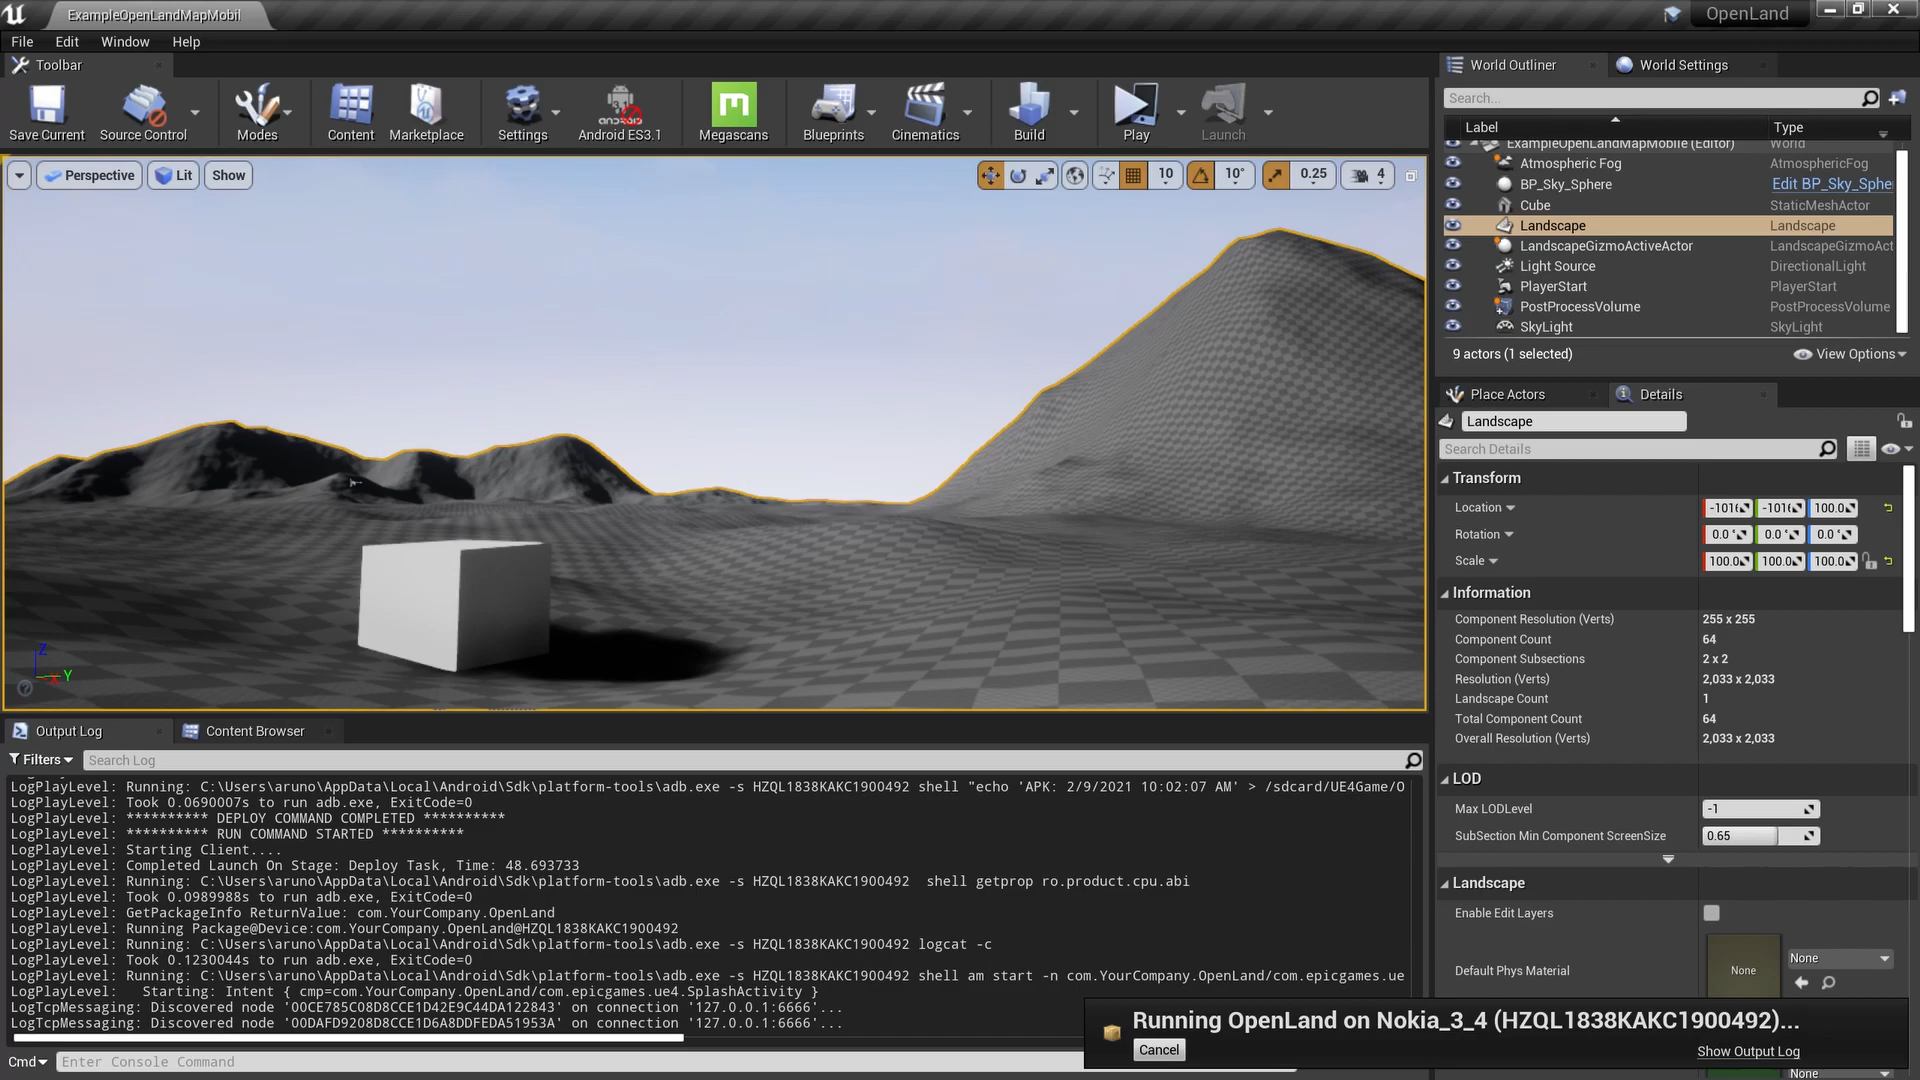 ExampleOpenLandMapMobil
OpenLand
File Edit Window Help
Toolbar
World Outliner
World Settings
Save Current
Source Control
Modes
Content
Marketplace
Settings
Android ES3.1
Megascans
Blueprints
Cinematics
Build
Play
Launch
Search...
Label Type
ExampleOpenLandMapMobile (Editor) World
Atmospheric Fog AtmosphericFog
BP_Sky_Sphere Edit BP_Sky_Sphe
Cube StaticMeshActor
Landscape Landscape
LandscapeGizmoActiveActor LandscapeGizmoAct
Light Source DirectionalLight
PlayerStart PlayerStart
PostProcessVolume PostProcessVolume
SkyLight SkyLight
9 actors (1 selected) View Options
Perspective Lit Show
10 10° 0.25 4
Z
Y
Place Actors
Details
Landscape
Search Details
Transform
Location -1016 -1016 100.0
Rotation 0.0 ° 0.0 ° 0.0 °
Scale 100.0 100.0 100.0
Information
Component Resolution (Verts) 255 x 255
Component Count 64
Component Subsections 2 x 2
Resolution (Verts) 2,033 x 2,033
Landscape Count 1
Total Component Count 64
Overall Resolution (Verts) 2,033 x 2,033
LOD
Max LODLevel -1
SubSection Min Component ScreenSize 0.65
Landscape
Enable Edit Layers
Default Phys Material None None
None
Output Log
Content Browser
Filters Search Log
LogPlayLevel: Running: C:\Users\aruno\AppData\Local\Android\Sdk\platform-tools\adb.exe -s HZQL1838KAKC1900492 shell "echo 'APK: 2/9/2021 10:02:07 AM' > /sdcard/UE4Game/O
LogPlayLevel: Took 0.0690007s to run adb.exe, ExitCode=0
LogPlayLevel: ********** DEPLOY COMMAND COMPLETED **********
LogPlayLevel: ********** RUN COMMAND STARTED **********
LogPlayLevel: Starting Client....
LogPlayLevel: Completed Launch On Stage: Deploy Task, Time: 48.693733
LogPlayLevel: Running: C:\Users\aruno\AppData\Local\Android\Sdk\platform-tools\adb.exe -s HZQL1838KAKC1900492  shell getprop ro.product.cpu.abi
LogPlayLevel: Took 0.0989988s to run adb.exe, ExitCode=0
LogPlayLevel: GetPackageInfo ReturnValue: com.YourCompany.OpenLand
LogPlayLevel: Running Package@Device:com.YourCompany.OpenLand@HZQL1838KAKC1900492
LogPlayLevel: Running: C:\Users\aruno\AppData\Local\Android\Sdk\platform-tools\adb.exe -s HZQL1838KAKC1900492 logcat -c
LogPlayLevel: Took 0.1230044s to run adb.exe, ExitCode=0
LogPlayLevel: Running: C:\Users\aruno\AppData\Local\Android\Sdk\platform-tools\adb.exe -s HZQL1838KAKC1900492 shell am start -n com.YourCompany.OpenLand/com.epicgames.ue
LogPlayLevel:   Starting: Intent { cmp=com.YourCompany.OpenLand/com.epicgames.ue4.SplashActivity }
LogTcpMessaging: Discovered node '00CE785C08D8CCE1D42E9C44DA122843' on connection '127.0.0.1:6666'...
LogTcpMessaging: Discovered node '00DAFD9208D8CCE1D6A8DDFEDA51953A' on connection '127.0.0.1:6666'...
Cmd Enter Console Command
Running OpenLand on Nokia_3_4 (HZQL1838KAKC1900492)...
Cancel
Show Output Log